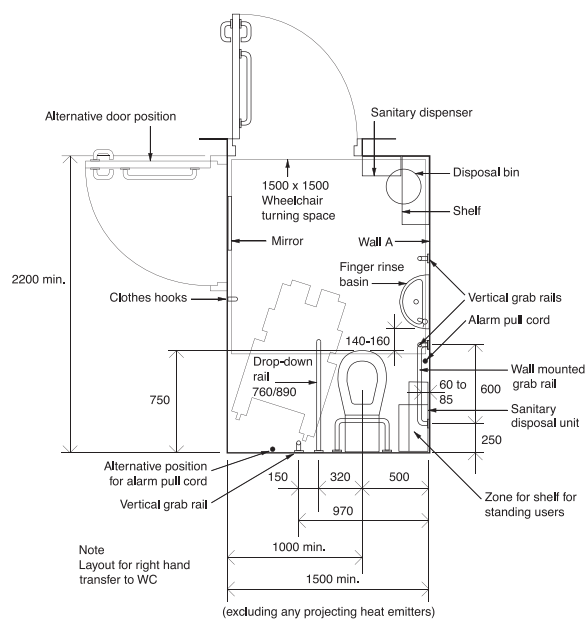 Alternative door position
Sanitary dispenser
1500 x 1500
Wheelchair
turning space
Disposal bin
Shelf
Mirror
Wall A
2200 min.
Finger rinse
basin
Clothes hooks
Vertical grab rails
Alarm pull cord
140-160
Drop-down
rail
760/890
750
Wall mounted
grab rail
60 to
85
600
Sanitary
disposal unit
250
Alternative position
for alarm pull cord
Vertical grab rail
150
320
500
Zone for shelf for
standing users
970
Note
Layout for right hand
transfer to WC
1000 min.
1500 min.
(excluding any projecting heat emitters)